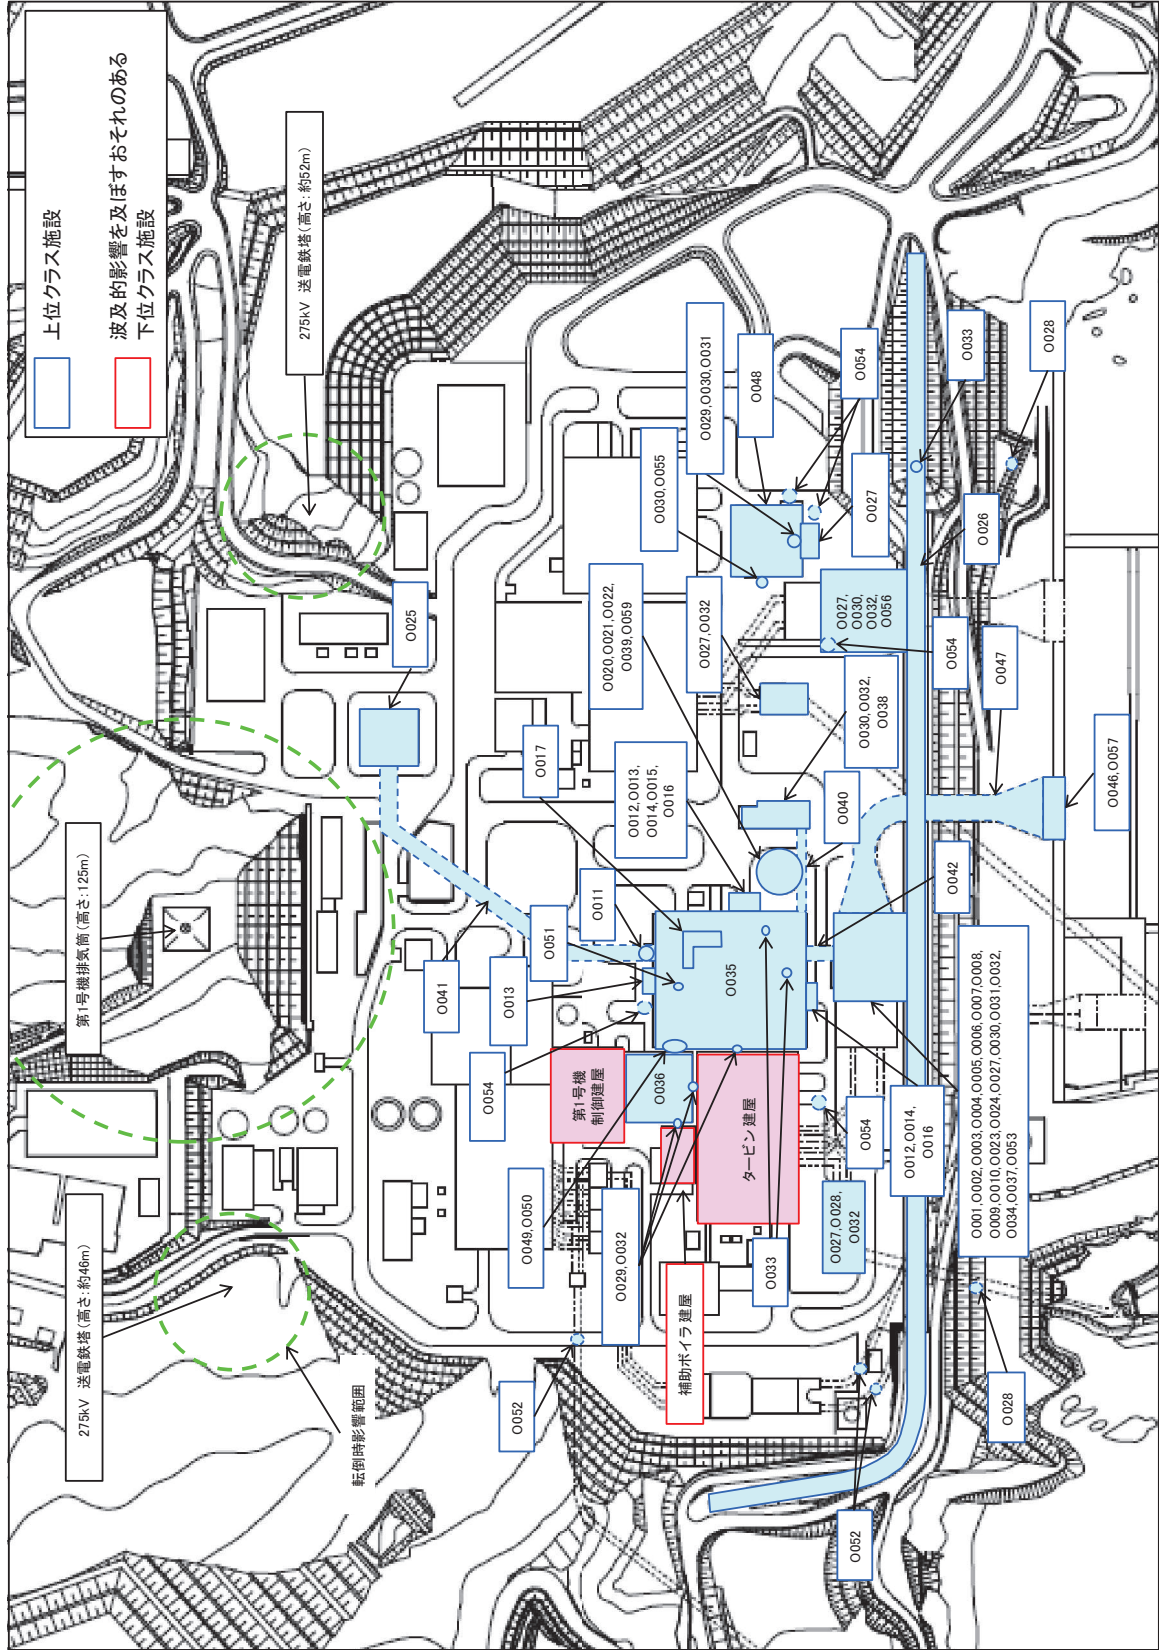 上位クラス施設
波及的影響を及ぼすおそれのある
下位クラス施設
275kV 送電鉄塔(高さ:約46m)
第1号機排気筒(高さ:125m)
275kV 送電鉄塔(高さ:約52m)
転倒時影響範囲
O025
O041
O013
O054
O051
O011
O017
O012,O013,
O014,O015,
O016
O020,O021,O022,
O039,O059
O030,O055
O029,O030,O031
O048
O054
O027
O033
O028
O026
O027,O032
O027,
O030,
O032,
O056
O054
O047
O030,O032,
O038
O040
O046,O057
O042
O035
O036
第1号機
制御建屋
タービン建屋
補助ボイラ建屋
O049,O050
O029,O032
O052
O033
O027,O028,
O032
O054
O012,O014,
O016
O001,O002,O003,O004,O005,O006,O007,O008,
O009,O010,O023,O024,O027,O030,O031,O032,
O034,O037,O053
O028
O052